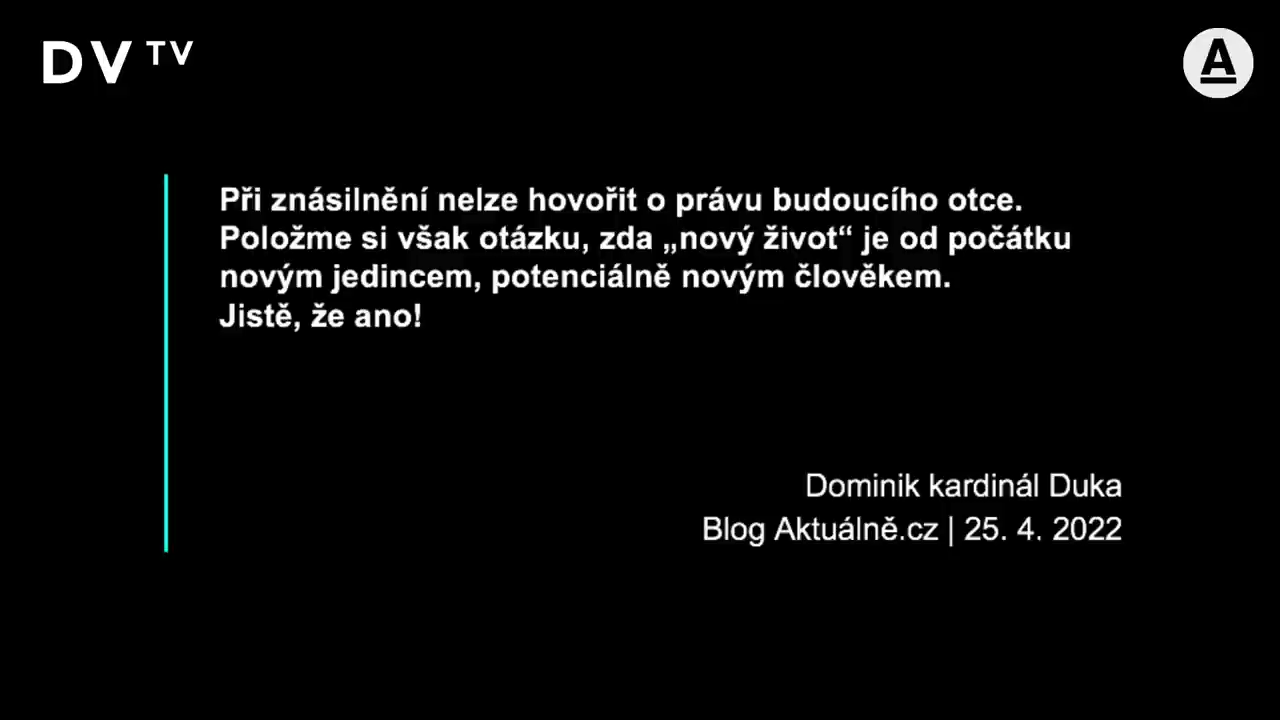 DV TV
A
Při znásilnění nelze hovořit o právu budoucího otce.
Položme si však otázku, zda „nový život“ je od počátku
novým jedincem, potenciálně novým člověkem.
Jistě, že ano!
Dominik kardinál Duka
Blog Aktuálně.cz | 25. 4. 2022